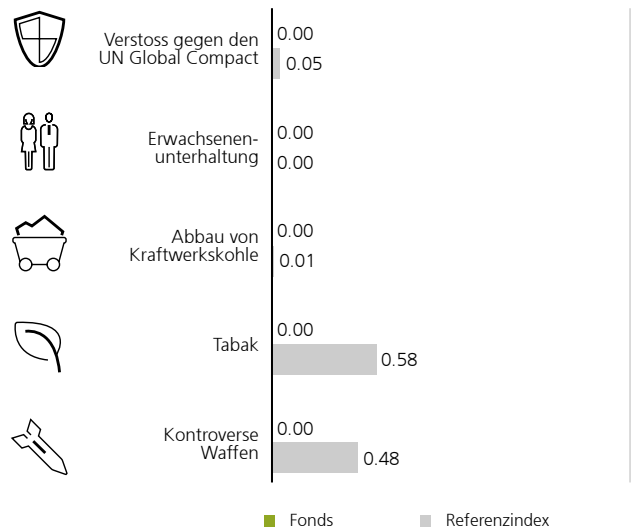 Verstoss gegen den
UN Global Compact
0.00
0.05
Erwachsenen-
unterhaltung
0.00
0.00
Abbau von
Kraftwerkskohle
0.00
0.01
Tabak
0.00
0.58
Kontroverse
Waffen
0.00
0.48
Fonds
Referenzindex